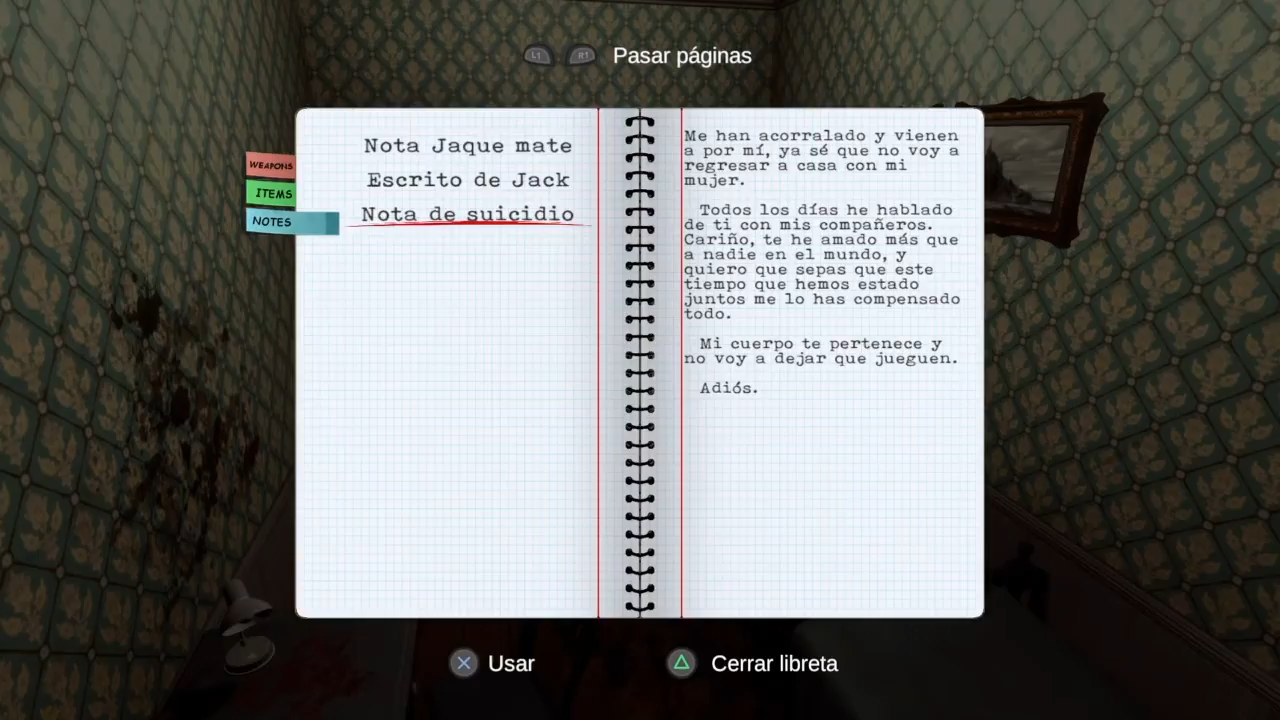 L1 R1 Pasar páginas
WEAPONS
ITEMS
NOTES
Nota Jaque mate
Escrito de Jack
Nota de suicidio
Me han acorralado y vienen
a por mí, ya sé que no voy a
regresar a casa con mi
mujer.
Todos los días he hablado
de ti con mis compañeros.
Cariño, te he amado más que
a nadie en el mundo, y
quiero que sepas que este
tiempo que hemos estado
juntos me lo has compensado
todo.
Mi cuerpo te pertenece y
no voy a dejar que jueguen.
Adiós.
Usar
Cerrar libreta